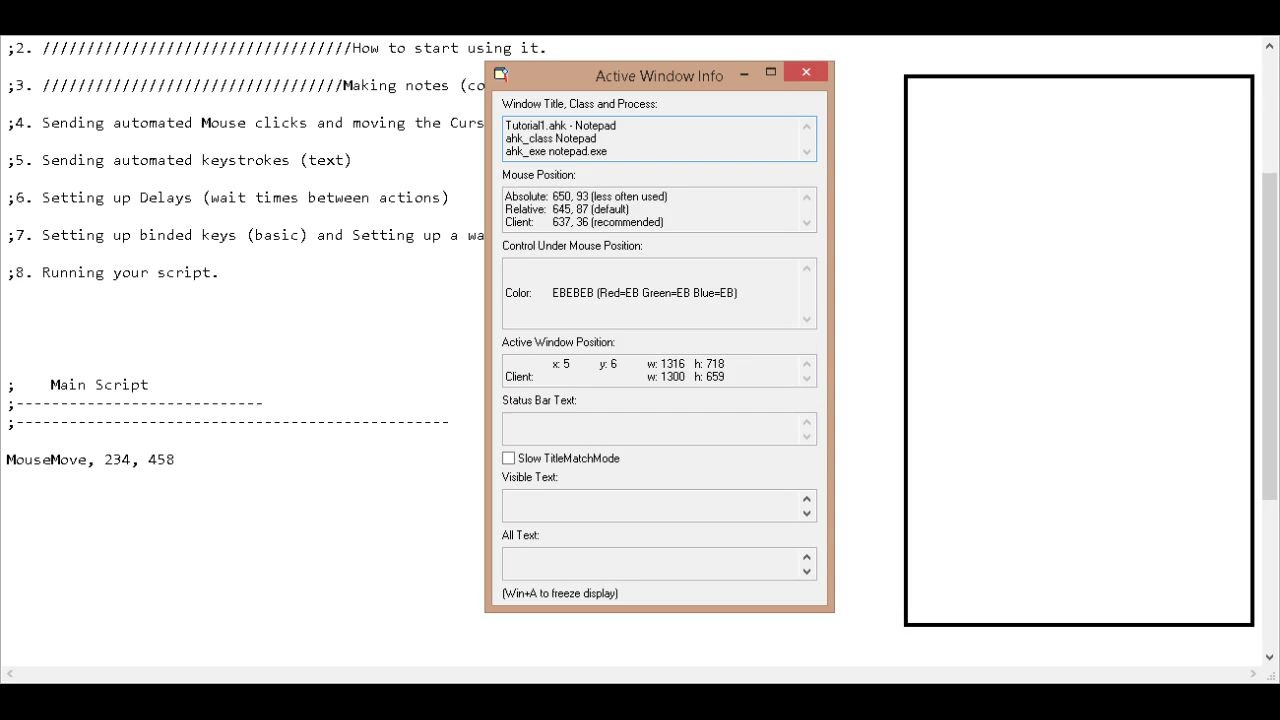 ;2. ///////////////////////////////////How to start using it.
;3. //////////////////////////////////Making notes (co
;4. Sending automated Mouse clicks and moving the Curs
;5. Sending automated keystrokes (text)
;6. Setting up Delays (wait times between actions)
;7. Setting up binded keys (basic) and Setting up a wa
;8. Running your script.
; Main Script
;----------------------------
;-------------------------------------------------
MouseMove, 234, 458
Active Window Info
Window Title, Class and Process:
Tutorial1.ahk - Notepad
ahk_class Notepad
ahk_exe notepad.exe
Mouse Position:
Absolute: 650, 93 (less often used)
Relative: 645, 87 (default)
Client: 637, 36 (recommended)
Control Under Mouse Position:
Color: EBEBEB (Red=EB Green=EB Blue=EB)
Active Window Position:
x: 5 y: 6 w: 1316 h: 718
Client: w: 1300 h: 659
Status Bar Text:
Slow TitleMatchMode
Visible Text:
All Text:
(Win+A to freeze display)